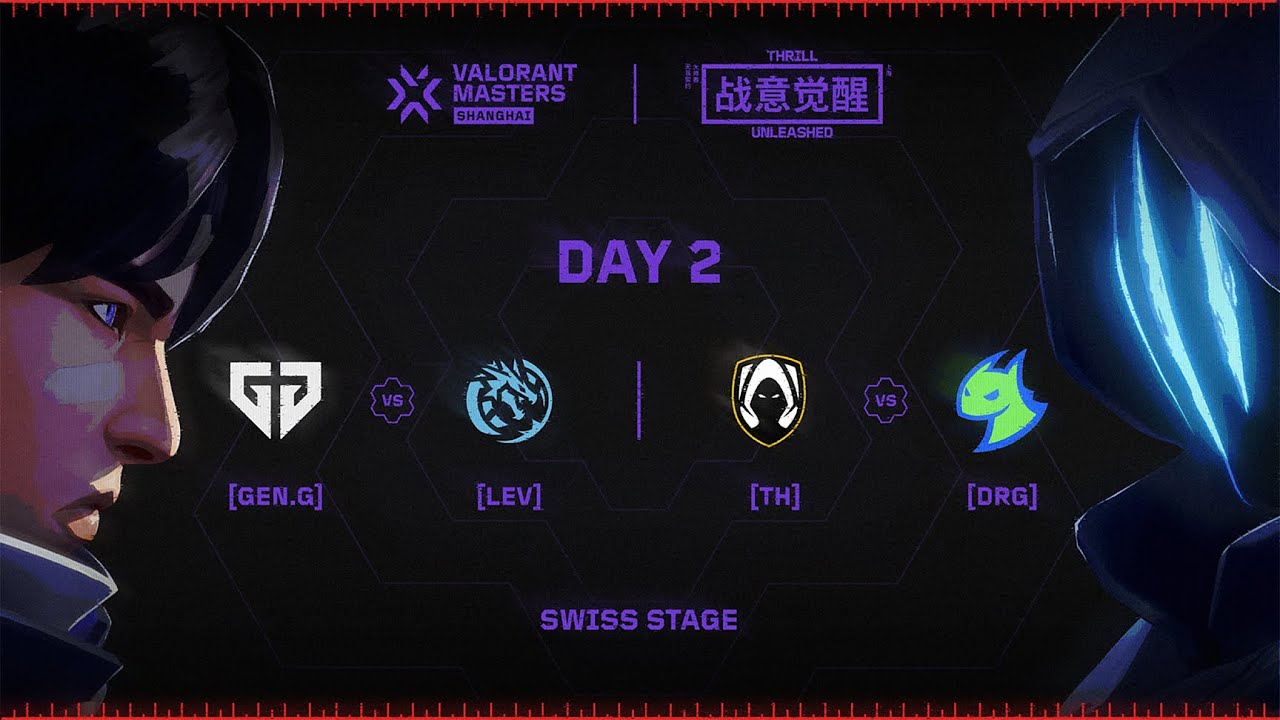 VALORANT
MASTERS
SHANGHAI
THRILL
战意觉醒
UNLEASHED
DAY 2
VS
VS
[GEN.G]
[LEV]
[TH]
[DRG]
SWISS STAGE